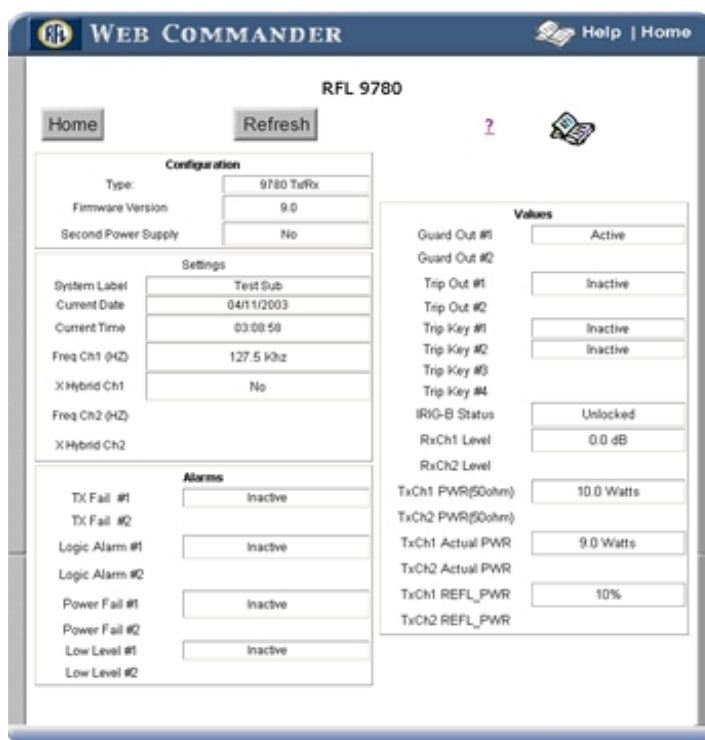 RFL WEB COMMANDER Help | Home
RFL 9780
Home Refresh ?
Configuration
Type: 9780 Tx/Rx
Firmware Version 9.0
Second Power Supply No
Settings
System Label Test Sub
Current Date 04/11/2003
Current Time 03:08:58
Freq Ch1 (HZ) 127.5 Khz
X Hybrid Ch1 No
Freq Ch2 (HZ)
X Hybrid Ch2
Alarms
TX Fail #1 Inactive
TX Fail #2
Logic Alarm #1 Inactive
Logic Alarm #2
Power Fail #1 Inactive
Power Fail #2
Low Level #1 Inactive
Low Level #2
Values
Guard Out #1 Active
Guard Out #2
Trip Out #1 Inactive
Trip Out #2
Trip Key #1 Inactive
Trip Key #2 Inactive
Trip Key #3
Trip Key #4
IRIG-B Status Unlocked
RxCh1 Level 0.0 dB
RxCh2 Level
TxCh1 PWR(50ohm) 10.0 Watts
TxCh2 PWR(50ohm)
TxCh1 Actual PWR 9.0 Watts
TxCh2 Actual PWR
TxCh1 REFL_PWR 10%
TxCh2 REFL_PWR